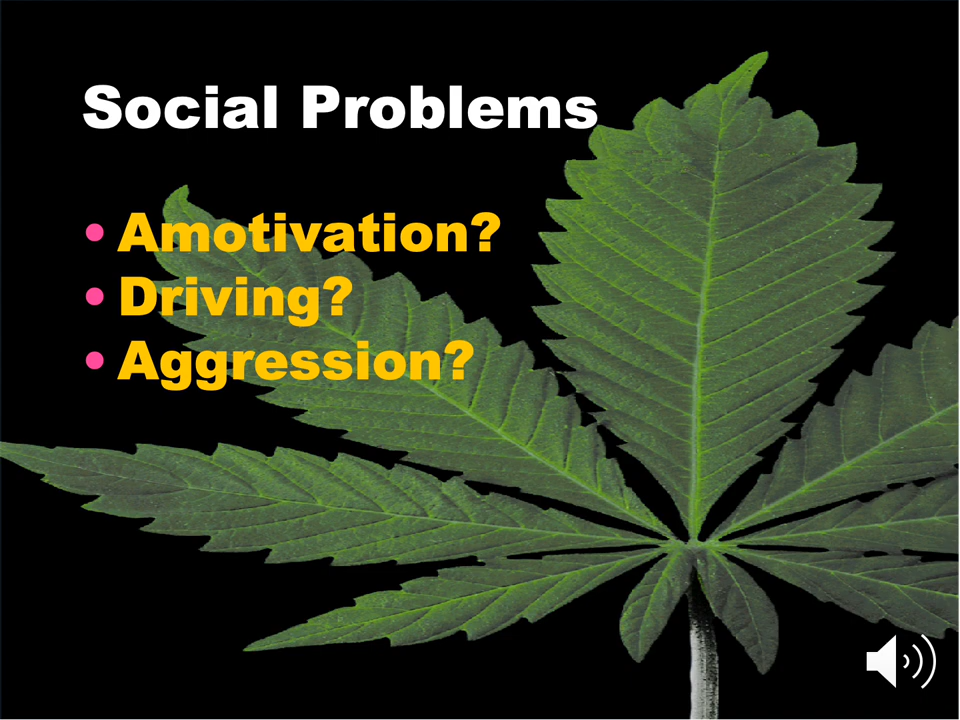 Social Problems
• Amotivation?
• Driving?
• Aggression?